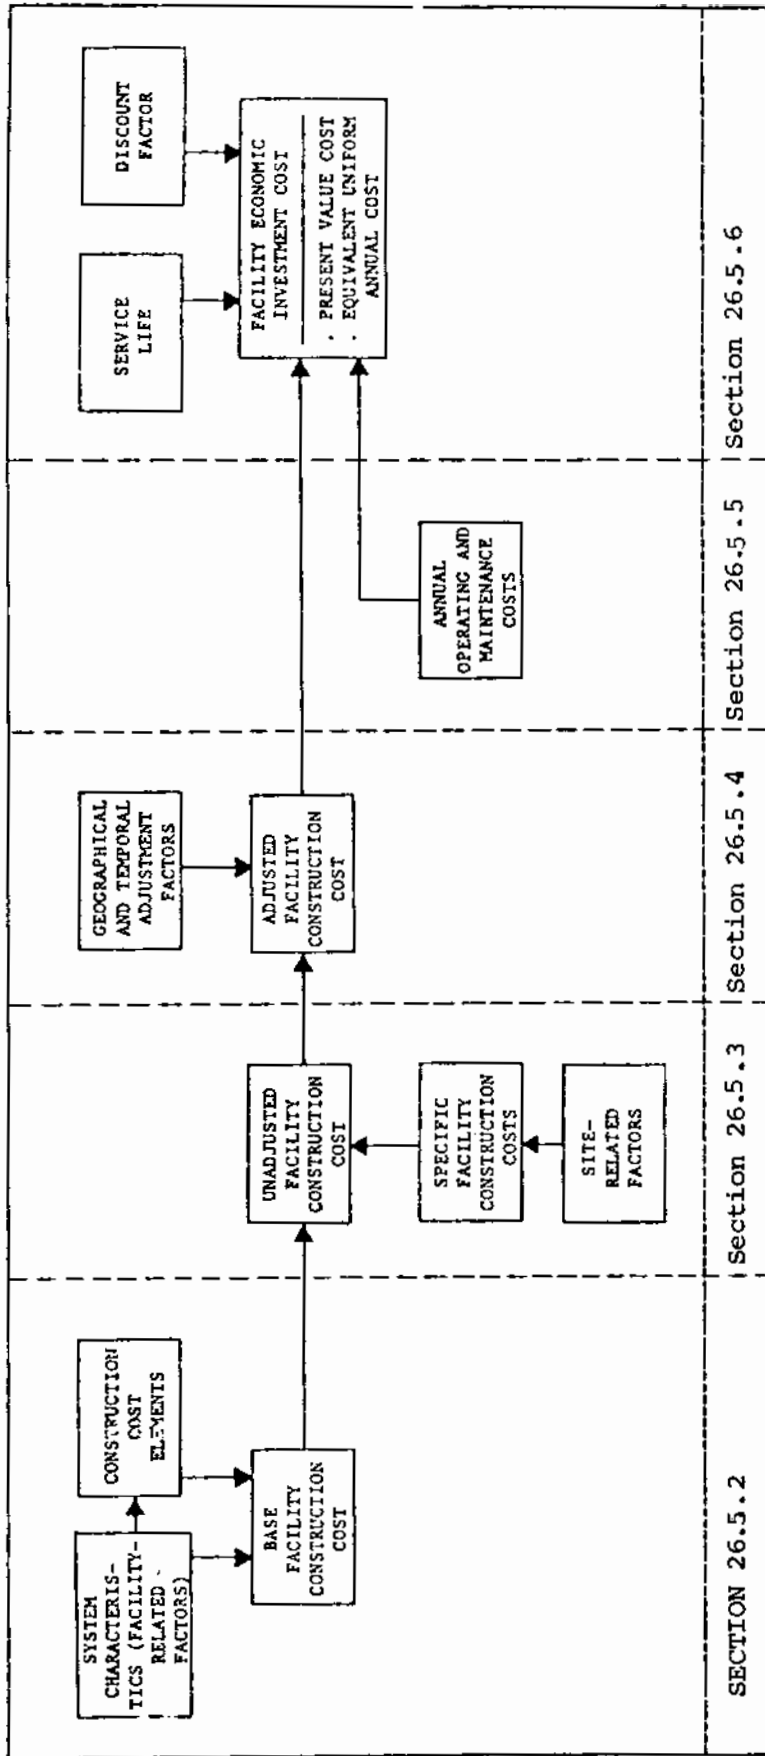 SYSTEM
CHARACTERIS-
TICS (FACILITY-
RELATED
FACTORS)
CONSTRUCTION
COST
ELEMENTS
BASE
FACILITY
CONSTRUCTION
COST
SECTION 26.5.2
UNADJUSTED
FACILITY
CONSTRUCTION
COST
SPECIFIC
FACILITY
CONSTRUCTION
COSTS
SITE-
RELATED
FACTORS
Section 26.5.3
GEOGRAPHICAL
AND TEMPORAL
ADJUSTMENT
FACTORS
ADJUSTED
FACILITY
CONSTRUCTION
COST
Section 26.5.4
ANNUAL
OPERATING AND
MAINTENANCE
COSTS
Section 26.5.5
SERVICE
LIFE
DISCOUNT
FACTOR
FACILITY ECONOMIC
INVESTMENT COST
. PRESENT VALUE COST
. EQUIVALENT UNIFORM
ANNUAL COST
Section 26.5.6